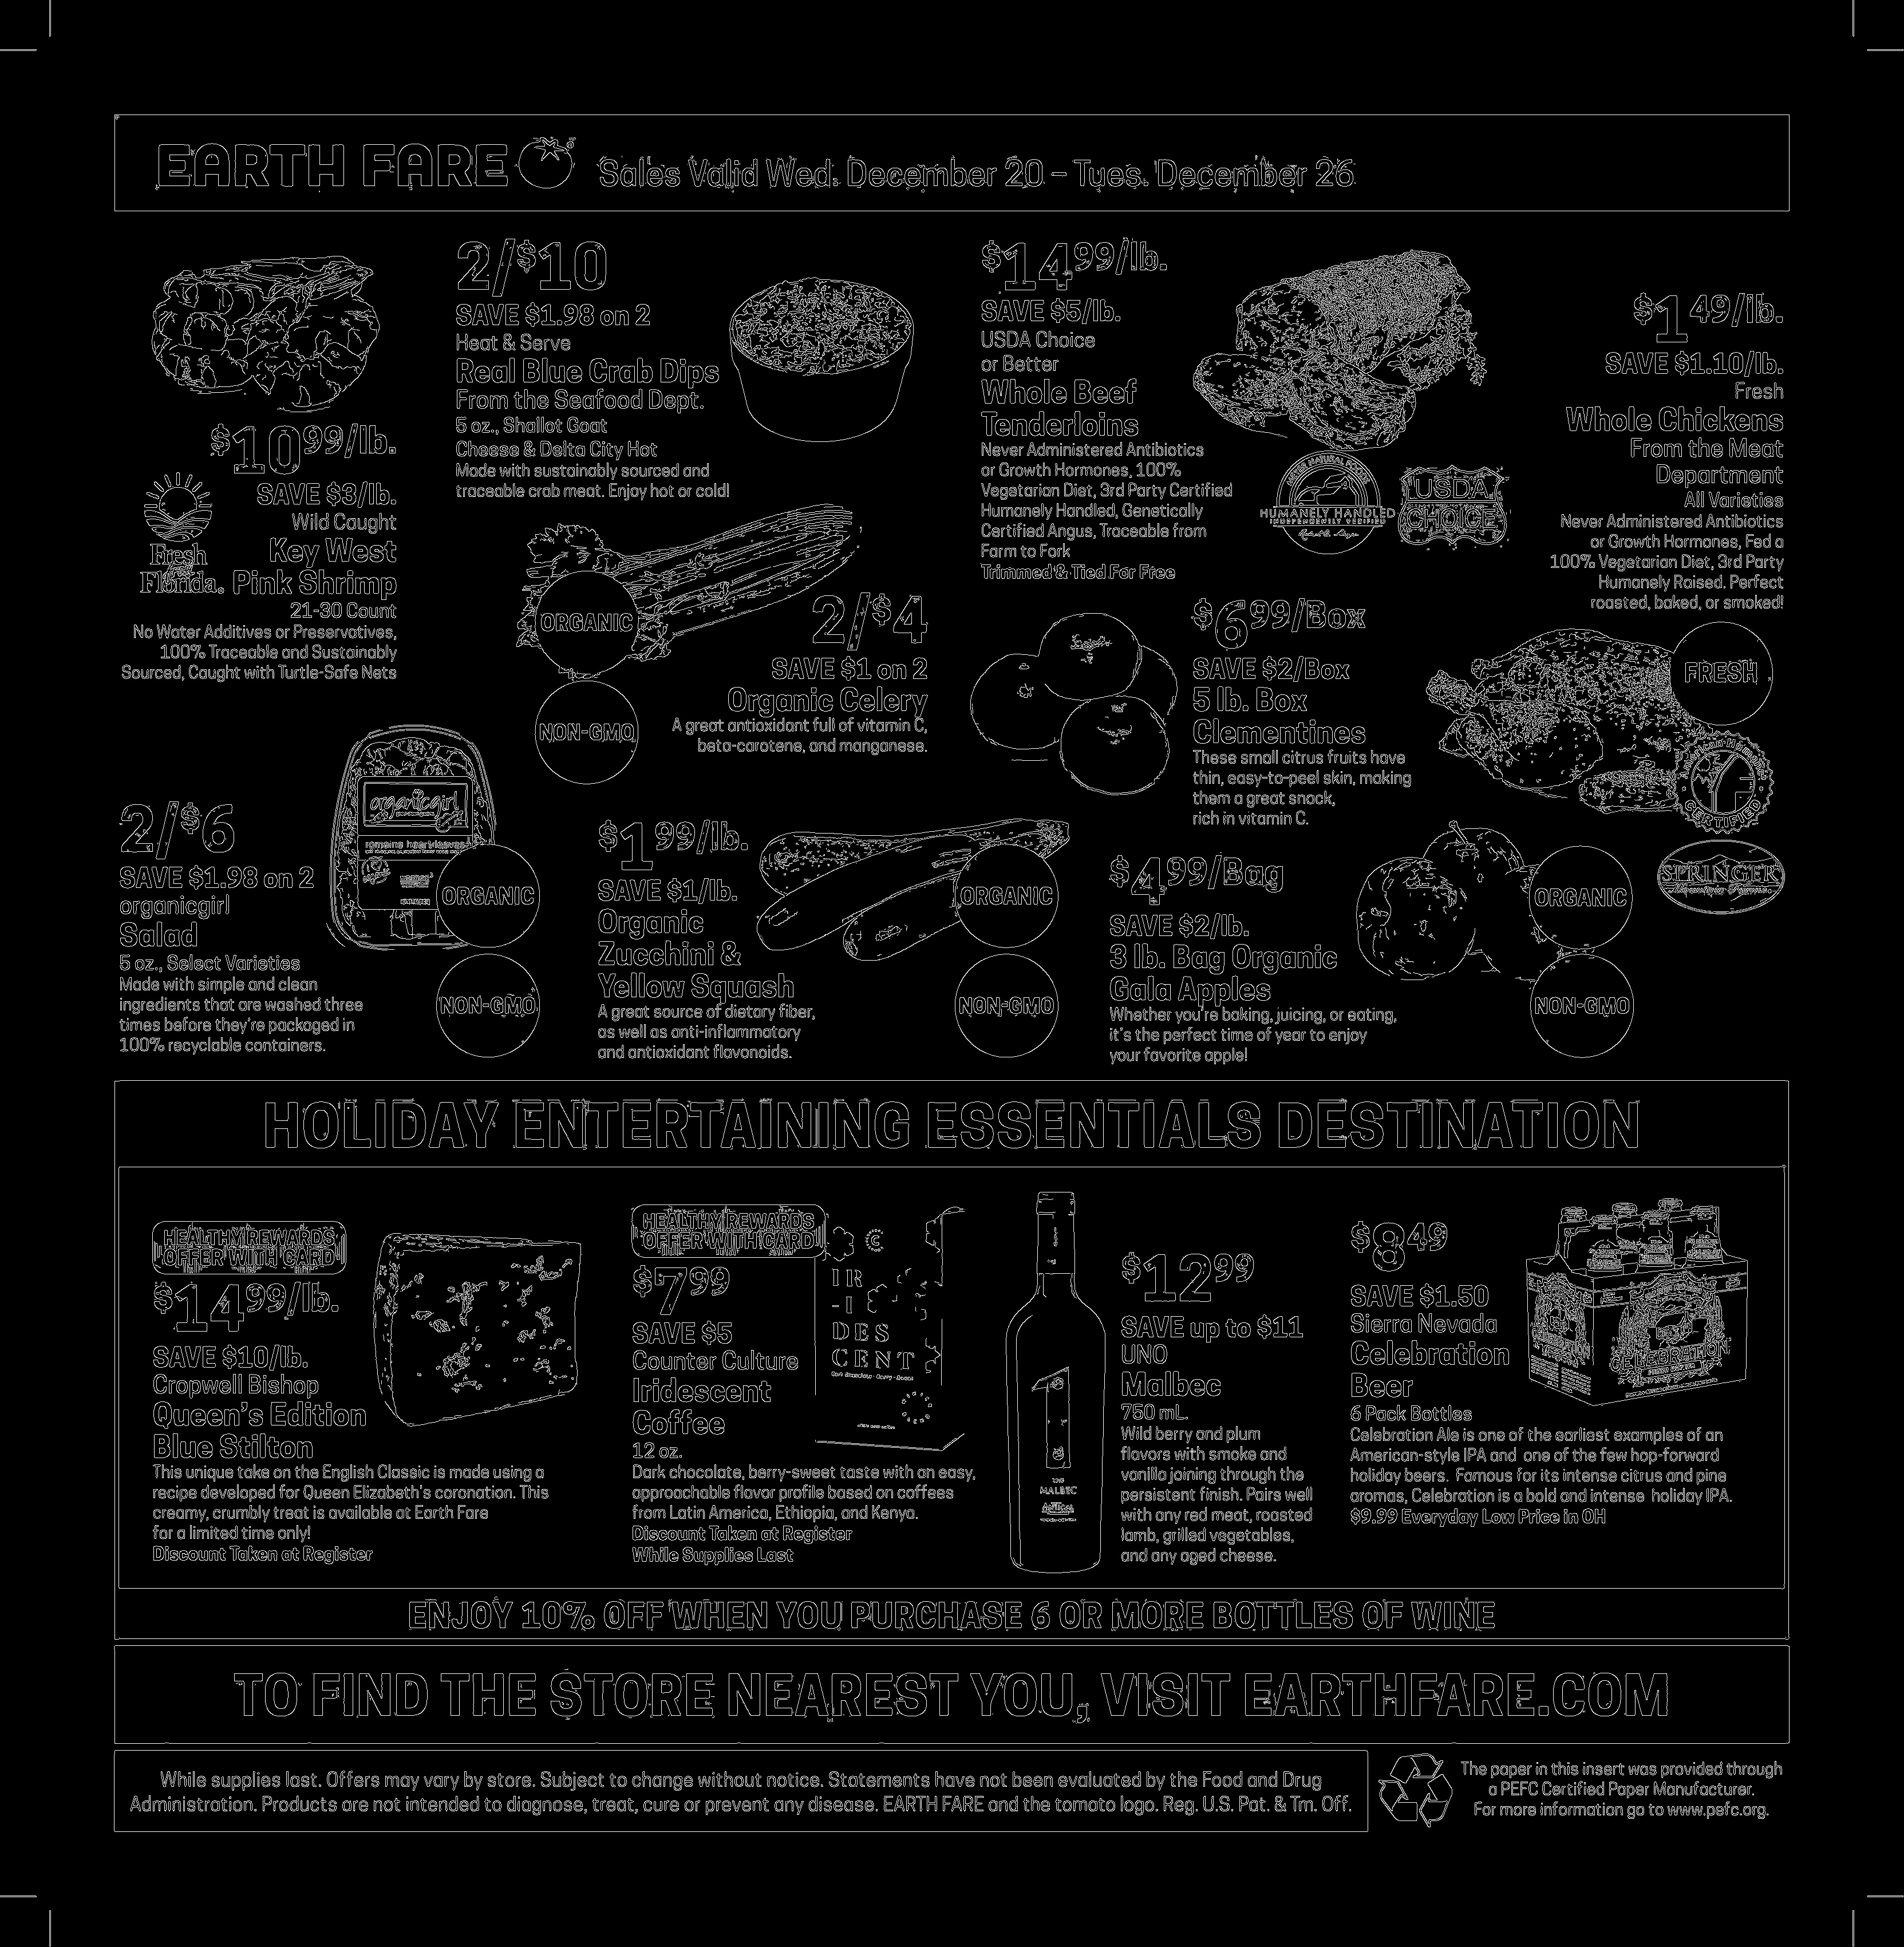 EARTH FARE Sales Valid Wed. December 20 – Tues. December 26
$10 99/lb.
SAVE $3/lb.
Wild Caught
Key West
Pink Shrimp
21-30 Count
No Water Additives or Preservatives,
100% Traceable and Sustainably
Sourced, Caught with Turtle-Safe Nets
Fresh
from
Florida.
2/$10
SAVE $1.98 on 2
Heat & Serve
Real Blue Crab Dips
From the Seafood Dept.
5 oz., Shallot Goat
Cheese & Delta City Hot
Made with sustainably sourced and
traceable crab meat. Enjoy hot or cold!
$14 99/lb.
SAVE $5/lb.
USDA Choice
or Better
Whole Beef
Tenderloins
Never Administered Antibiotics
or Growth Hormones, 100%
Vegetarian Diet, 3rd Party Certified
Humanely Handled, Genetically
Certified Angus, Traceable from
Farm to Fork
Trimmed & Tied For Free
HUMANELY HANDLED
INDEPENDENTLY VERIFIED
USDA
CHOICE
$1 49/lb.
SAVE $1.10/lb.
Fresh
Whole Chickens
From the Meat
Department
All Varieties
Never Administered Antibiotics
or Growth Hormones, Fed a
100% Vegetarian Diet, 3rd Party
Humanely Raised. Perfect
roasted, baked, or smoked!
FRESH
CERTIFIED
SPRINGER
ORGANIC
NON-GMO
2/$4
SAVE $1 on 2
Organic Celery
A great antioxidant full of vitamin C,
beta-carotene, and manganese.
$6 99/Box
SAVE $2/Box
5 lb. Box
Clementines
These small citrus fruits have
thin, easy-to-peel skin, making
them a great snack,
rich in vitamin C.
2/$6
SAVE $1.98 on 2
organicgirl
Salad
5 oz., Select Varieties
Made with simple and clean
ingredients that are washed three
times before they're packaged in
100% recyclable containers.
organicgirl
romaine heart leaves
ORGANIC
NON-GMO
$1 99/lb.
SAVE $1/lb.
Organic
Zucchini &
Yellow Squash
A great source of dietary fiber,
as well as anti-inflammatory
and antioxidant flavonoids.
ORGANIC
NON-GMO
$4 99/Bag
SAVE $2/lb.
3 lb. Bag Organic
Gala Apples
Whether you're baking, juicing, or eating,
it's the perfect time of year to enjoy
your favorite apple!
ORGANIC
NON-GMO
HOLIDAY ENTERTAINING ESSENTIALS DESTINATION
HEALTHY REWARDS
OFFER WITH CARD
$14 99/lb.
SAVE $10/lb.
Cropwell Bishop
Queen's Edition
Blue Stilton
This unique take on the English Classic is made using a
recipe developed for Queen Elizabeth's coronation. This
creamy, crumbly treat is available at Earth Fare
for a limited time only!
Discount Taken at Register
HEALTHY REWARDS
OFFER WITH CARD
$7 99
SAVE $5
Counter Culture
Iridescent
Coffee
12 oz.
Dark chocolate, berry-sweet taste with an easy,
approachable flavor profile based on coffees
from Latin America, Ethiopia, and Kenya.
Discount Taken at Register
While Supplies Last
IR
-I
DES
CENT
MALBEC
$12 99
SAVE up to $11
UNO
Malbec
750 mL.
Wild berry and plum
flavors with smoke and
vanilla joining through the
persistent finish. Pairs well
with any red meat, roasted
lamb, grilled vegetables,
and any aged cheese.
$8 49
SAVE $1.50
Sierra Nevada
Celebration
Beer
6 Pack Bottles
Celebration Ale is one of the earliest examples of an
American-style IPA and one of the few hop-forward
holiday beers. Famous for its intense citrus and pine
aromas, Celebration is a bold and intense holiday IPA.
$9.99 Everyday Low Price in OH
CELEBRATION
ENJOY 10% OFF WHEN YOU PURCHASE 6 OR MORE BOTTLES OF WINE
TO FIND THE STORE NEAREST YOU, VISIT EARTHFARE.COM
While supplies last. Offers may vary by store. Subject to change without notice. Statements have not been evaluated by the Food and Drug
Administration. Products are not intended to diagnose, treat, cure or prevent any disease. EARTH FARE and the tomato logo. Reg. U.S. Pat. & Tm. Off.
The paper in this insert was provided through
a PEFC Certified Paper Manufacturer.
For more information go to www.pefc.org.